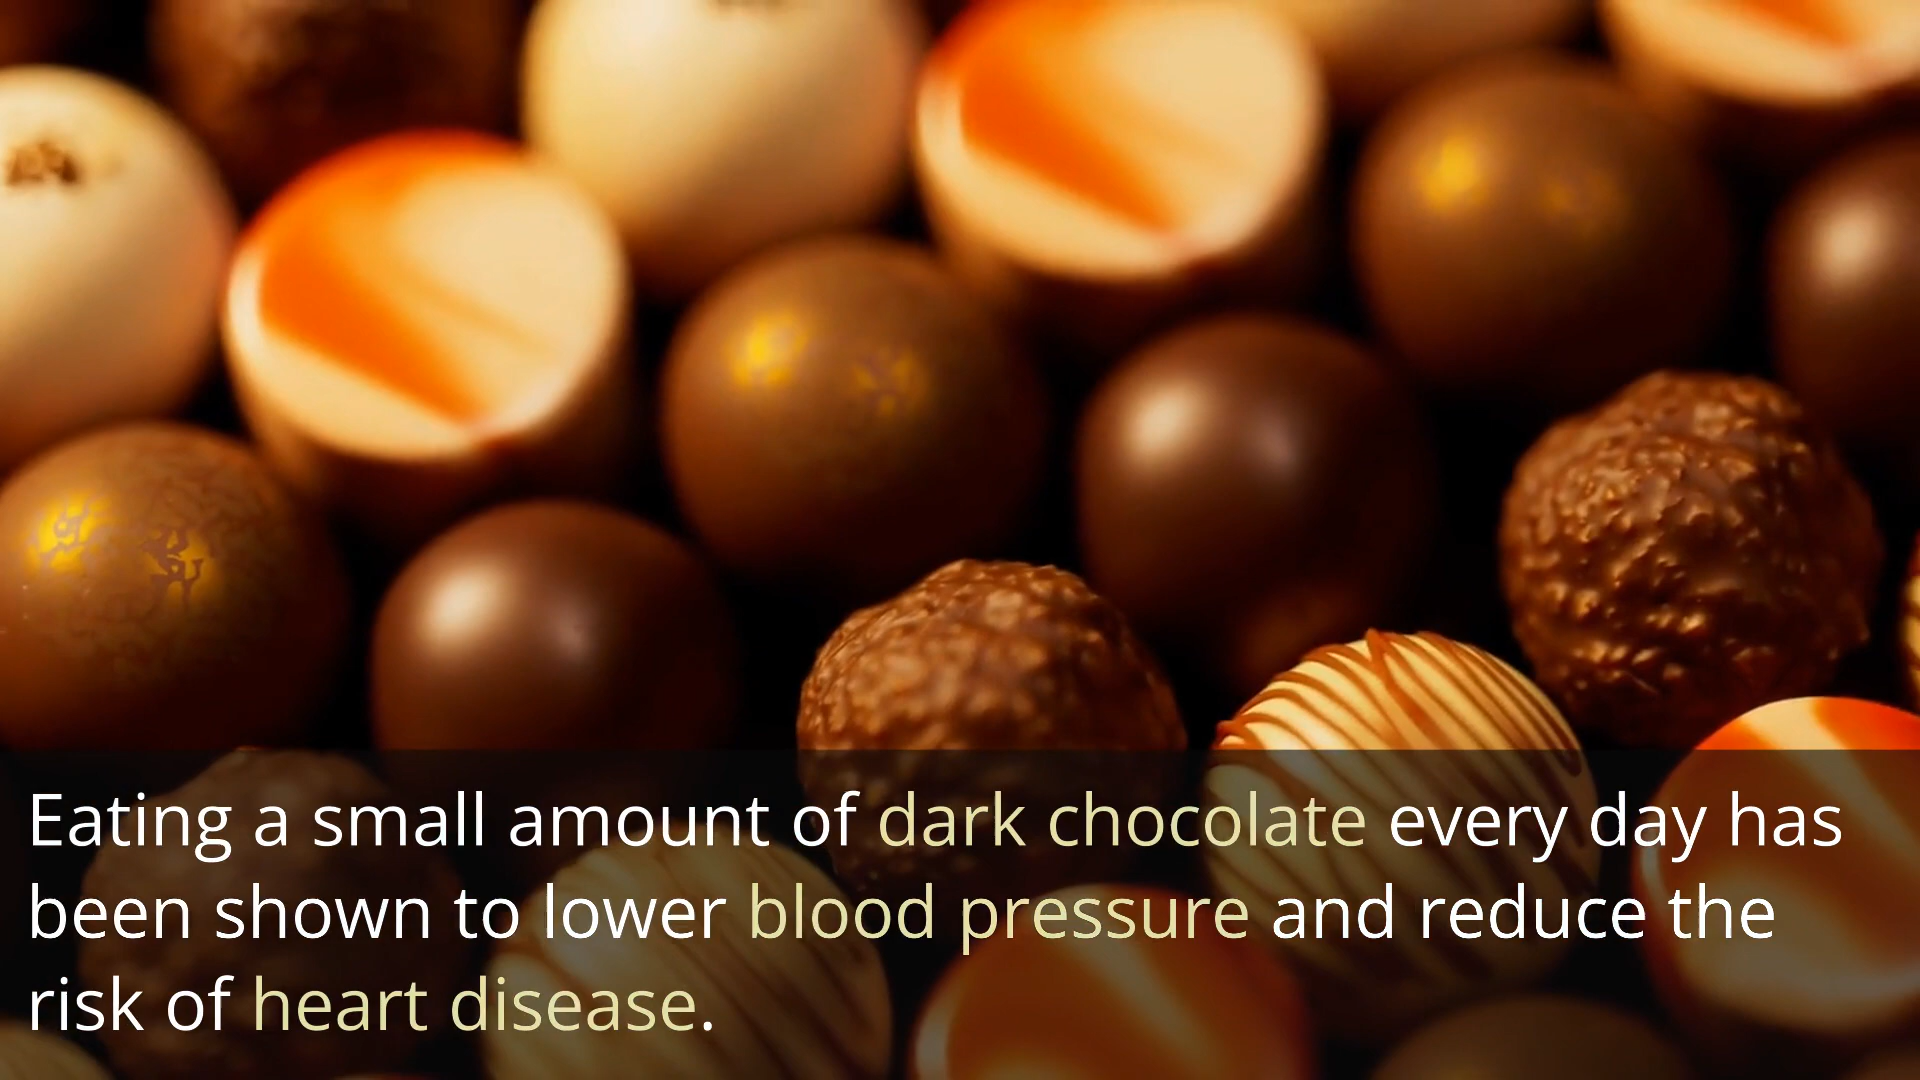 Eating a small amount of dark chocolate every day has
been shown to lower blood pressure and reduce the
risk of heart disease.